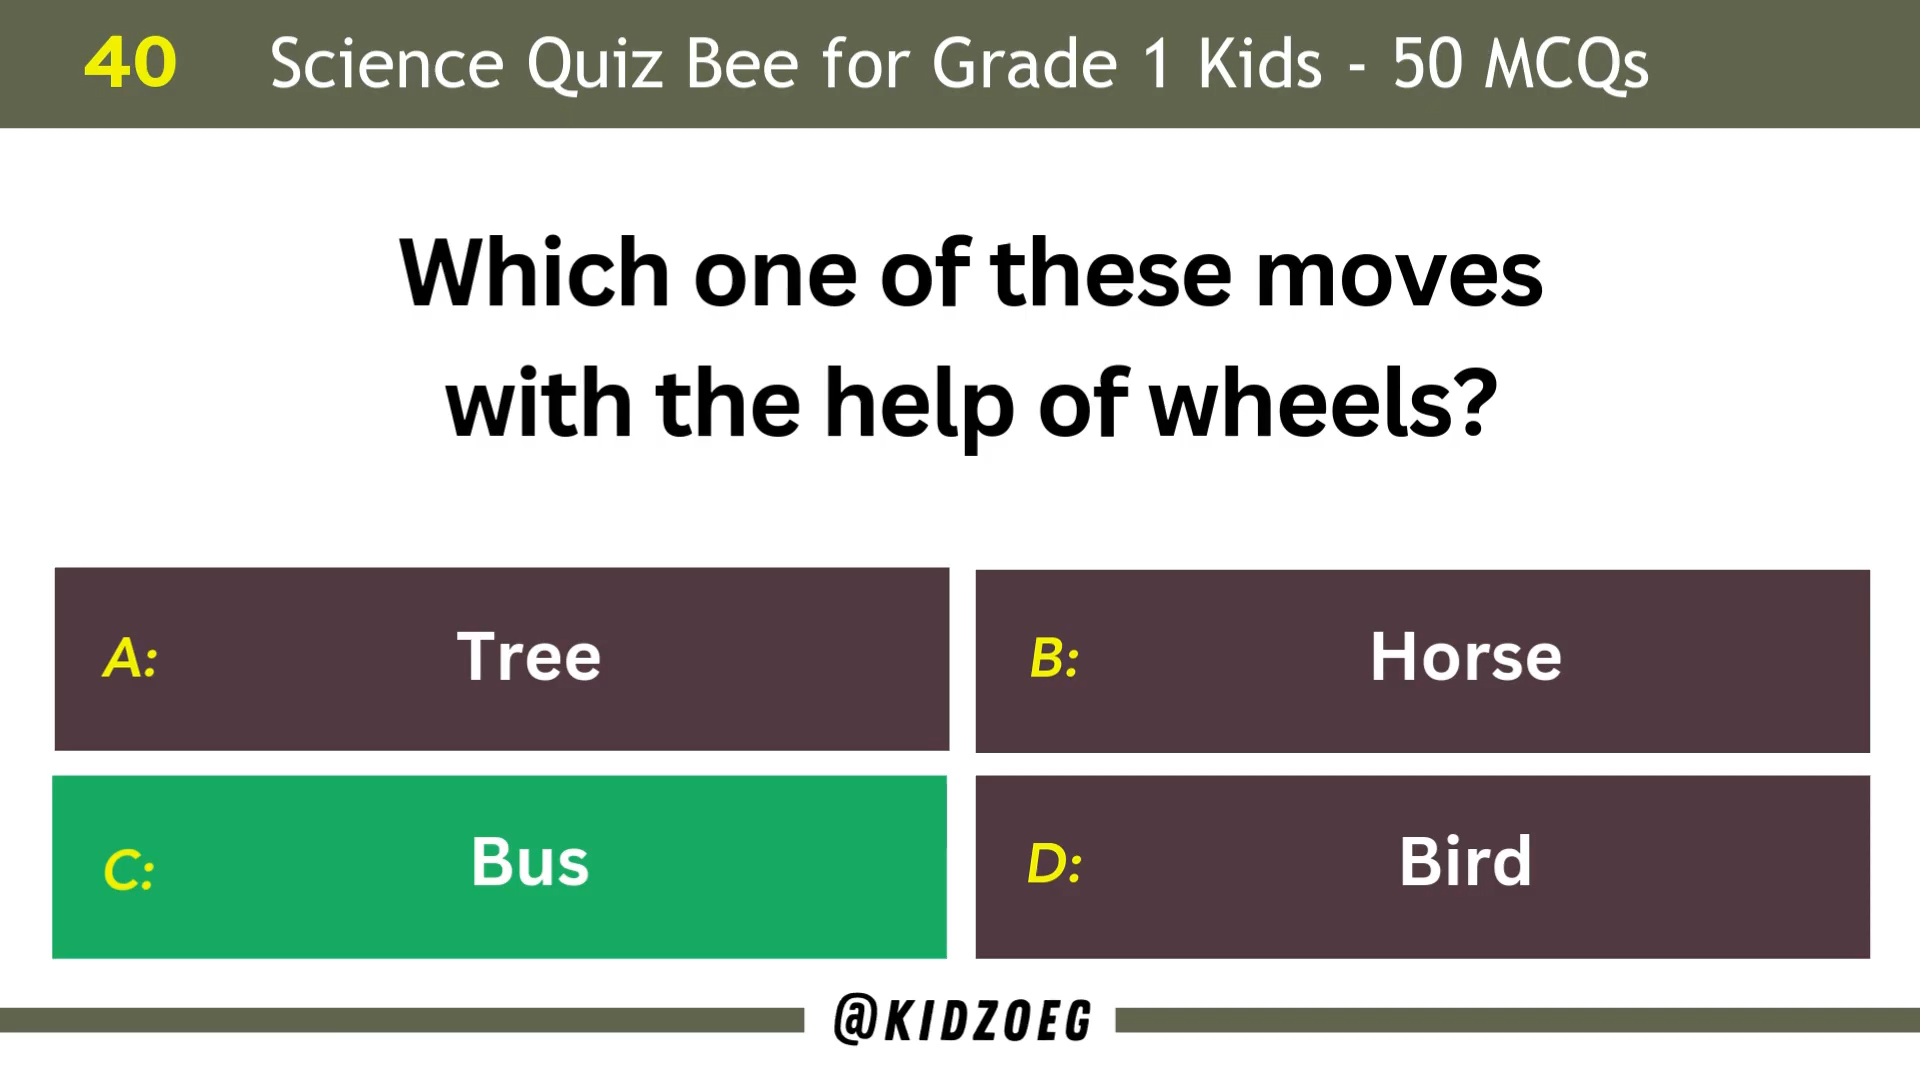 40 Science Quiz Bee for Grade 1 Kids - 50 MCQs
Which one of these moves
with the help of wheels?
A: Tree
B: Horse
C: Bus
D: Bird
@KIDZOEG